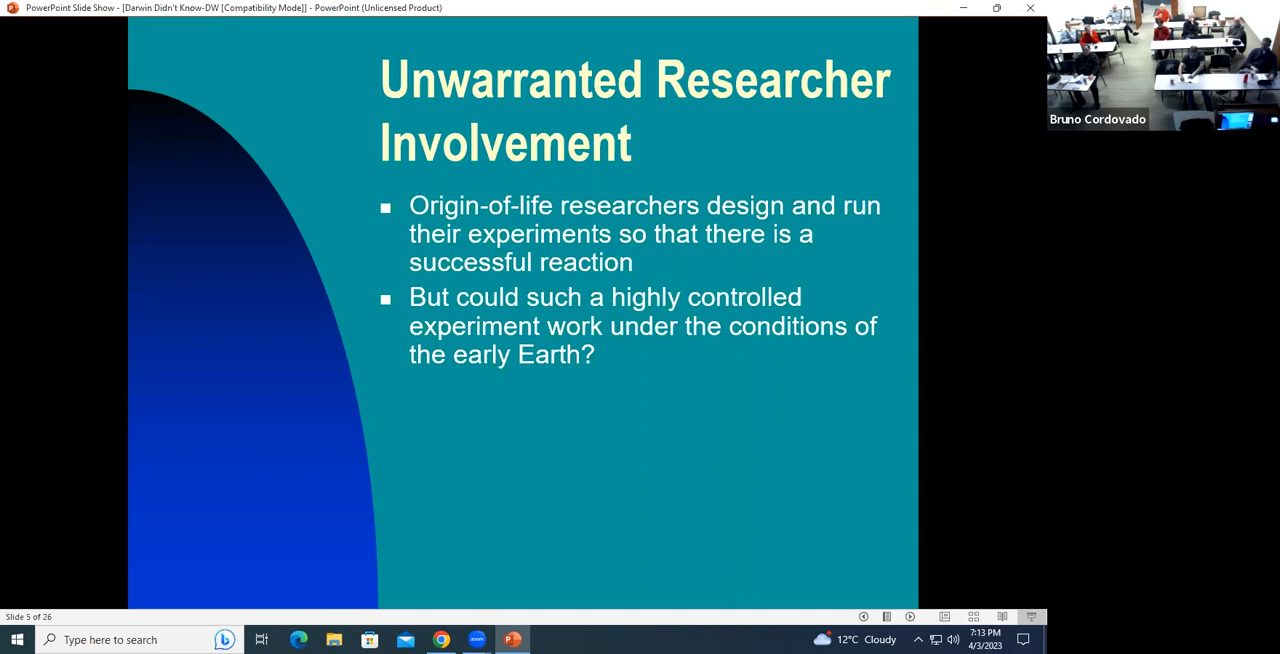 PowerPoint Slide Show - [Darwin Didn't Know-DW [Compatibility Mode]] - PowerPoint (Unlicensed Product)
Unwarranted Researcher
Involvement
Origin-of-life researchers design and run
their experiments so that there is a
successful reaction
But could such a highly controlled
experiment work under the conditions of
the early Earth?
Bruno Cordovado
Slide 5 of 26
Type here to search
zoom
12°C Cloudy
7:13 PM
4/3/2023